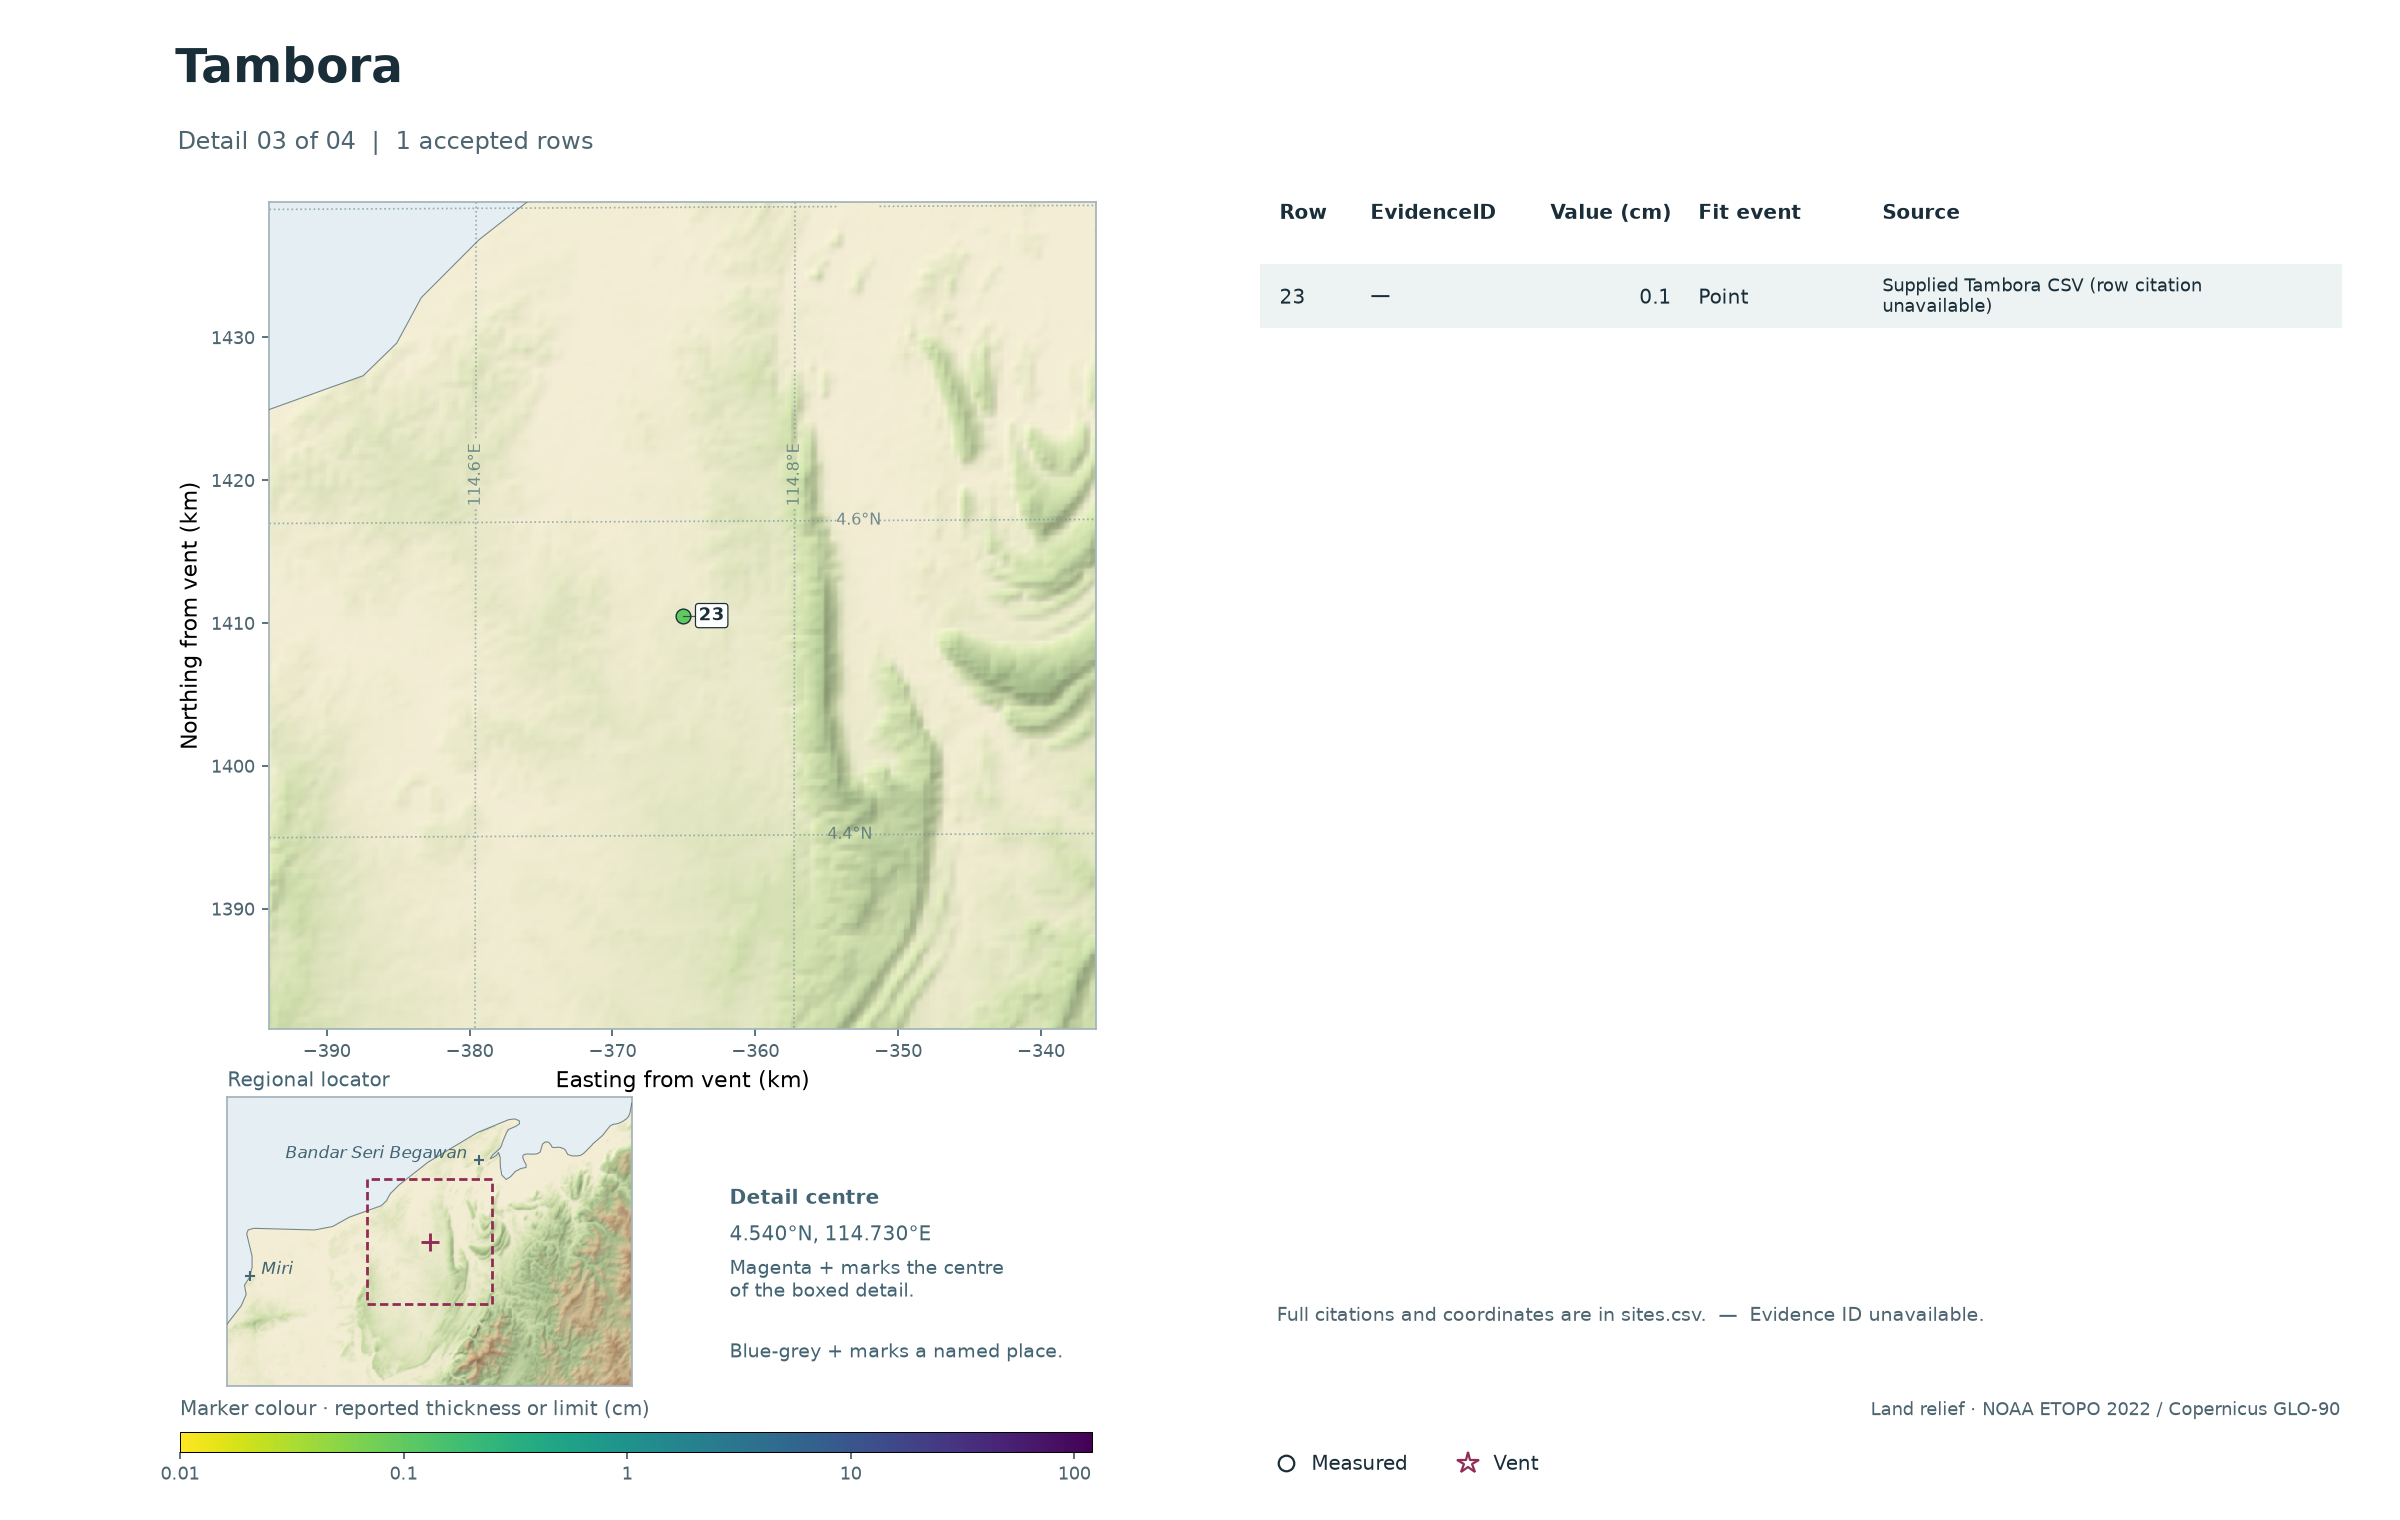 Tambora
Detail 03 of 04  |  1 accepted rows
Row EvidenceID Value (cm) Fit event Source
23 — 0.1 Point Supplied Tambora CSV (row citation
unavailable)
Northing from vent (km)
1430
1420
1410
1400
1390
114.6°E
114.8°E
4.6°N
23
4.4°N
−390 −380 −370 −360 −350 −340
Easting from vent (km)
Regional locator
Bandar Seri Begawan
Miri
Detail centre
4.540°N, 114.730°E
Magenta + marks the centre
of the boxed detail.
Blue-grey + marks a named place.
Full citations and coordinates are in sites.csv.  —  Evidence ID unavailable.
Marker colour · reported thickness or limit (cm)
0.01 0.1 1 10 100
Land relief · NOAA ETOPO 2022 / Copernicus GLO-90
Measured Vent